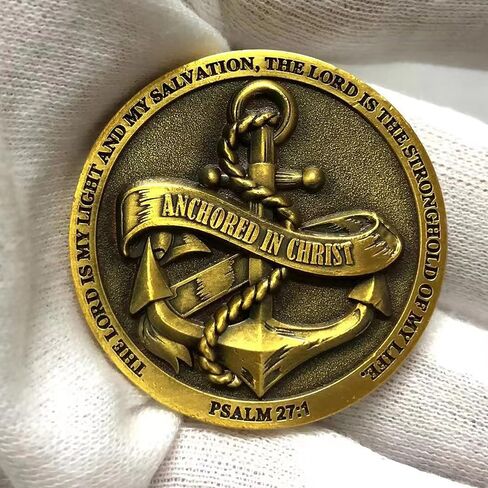 THE LORD IS MY LIGHT AND MY SALVATION, THE LORD IS THE STRONGHOLD OF MY LIFE.
ANCHORED IN CHRIST
PSALM 27:1